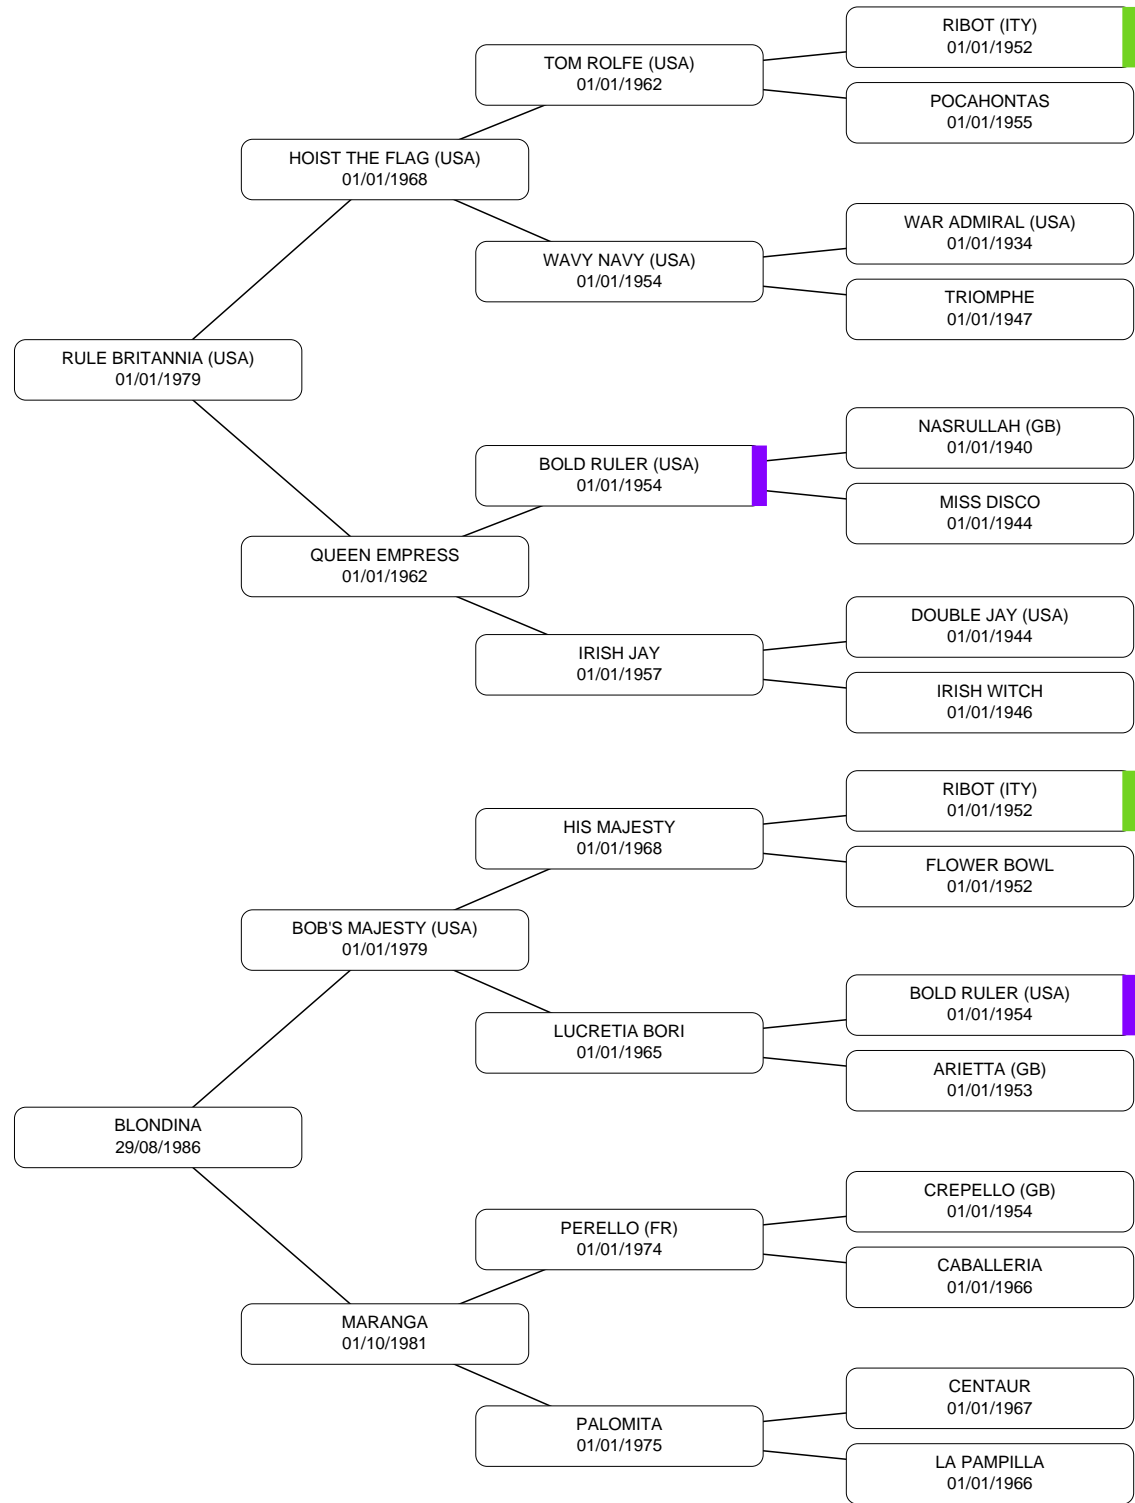 RIBOT (ITY)
01/01/1952
TOM ROLFE (USA)
01/01/1962
POCAHONTAS
01/01/1955
HOIST THE FLAG (USA)
01/01/1968
WAR ADMIRAL (USA)
01/01/1934
WAVY NAVY (USA)
01/01/1954
TRIOMPHE
01/01/1947
RULE BRITANNIA (USA)
01/01/1979
NASRULLAH (GB)
01/01/1940
BOLD RULER (USA)
01/01/1954
MISS DISCO
01/01/1944
QUEEN EMPRESS
01/01/1962
DOUBLE JAY (USA)
01/01/1944
IRISH JAY
01/01/1957
IRISH WITCH
01/01/1946
RIBOT (ITY)
01/01/1952
HIS MAJESTY
01/01/1968
FLOWER BOWL
01/01/1952
BOB'S MAJESTY (USA)
01/01/1979
BOLD RULER (USA)
01/01/1954
LUCRETIA BORI
01/01/1965
ARIETTA (GB)
01/01/1953
BLONDINA
29/08/1986
CREPELLO (GB)
01/01/1954
PERELLO (FR)
01/01/1974
CABALLERIA
01/01/1966
MARANGA
01/10/1981
CENTAUR
01/01/1967
PALOMITA
01/01/1975
LA PAMPILLA
01/01/1966